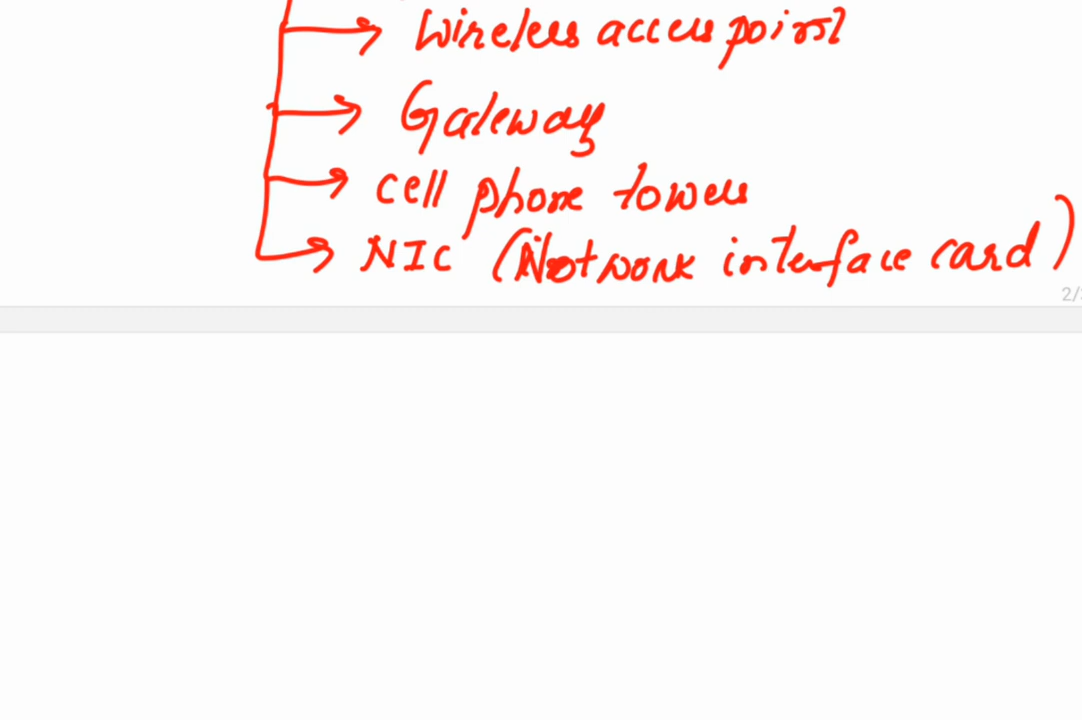 Wireless access point
Gateway
cell phone towers
NIC (Network interface card)
2/